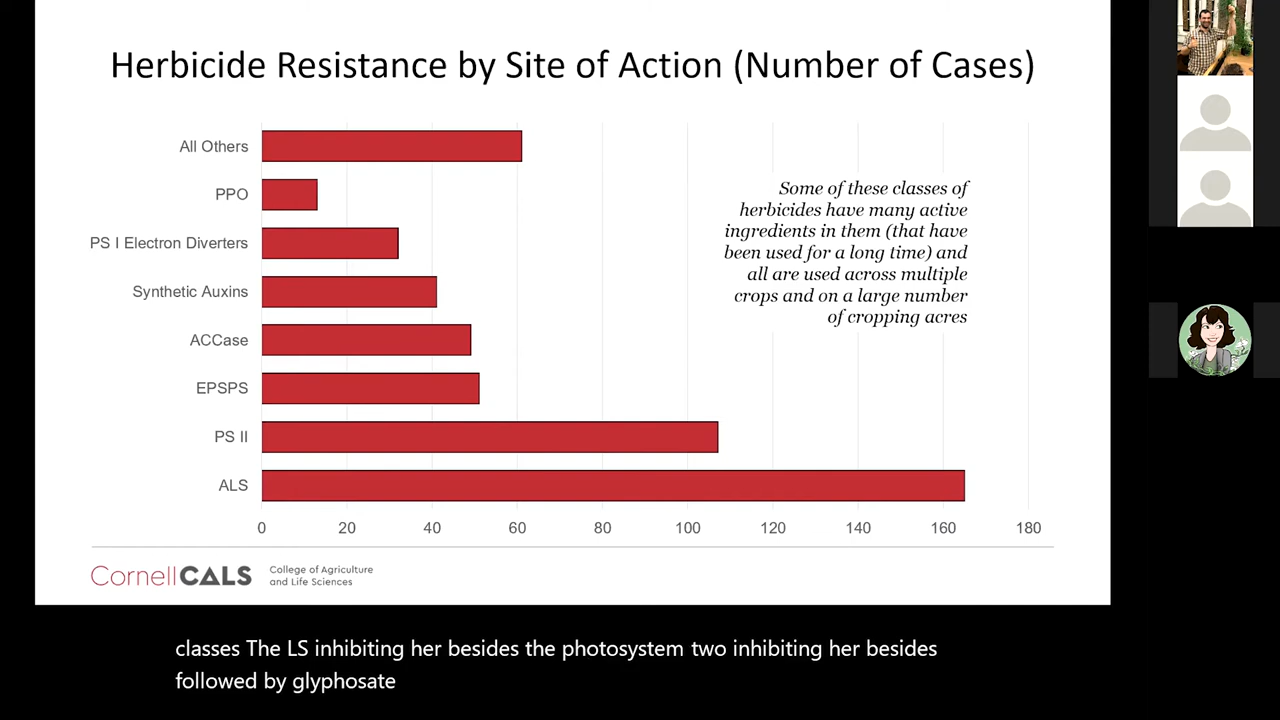 Herbicide Resistance by Site of Action (Number of Cases)
All Others
PPO
PS I Electron Diverters
Synthetic Auxins
ACCase
EPSPS
PS II
ALS
0 20 40 60 80 100 120 140 160 180
Some of these classes of
herbicides have many active
ingredients in them (that have
been used for a long time) and
all are used across multiple
crops and on a large number
of cropping acres
CornellCALS
College of Agriculture
and Life Sciences
classes The LS inhibiting her besides the photosystem two inhibiting her besides
followed by glyphosate